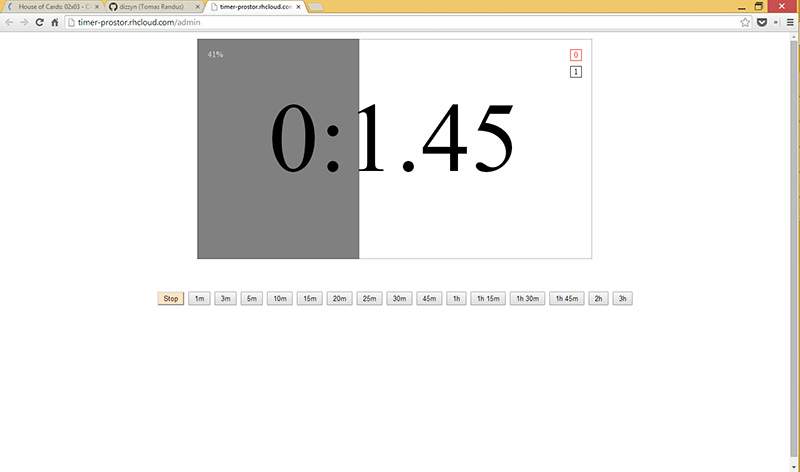 House of Cards: 02x03 - C
dizzyn (Tomas Randus)
timer-prostor.rhcloud.com
timer-prostor.rhcloud.com/admin
41%
0
1
0:1.45
Stop 1m 3m 5m 10m 15m 20m 25m 30m 45m 1h 1h 15m 1h 30m 1h 45m 2h 3h